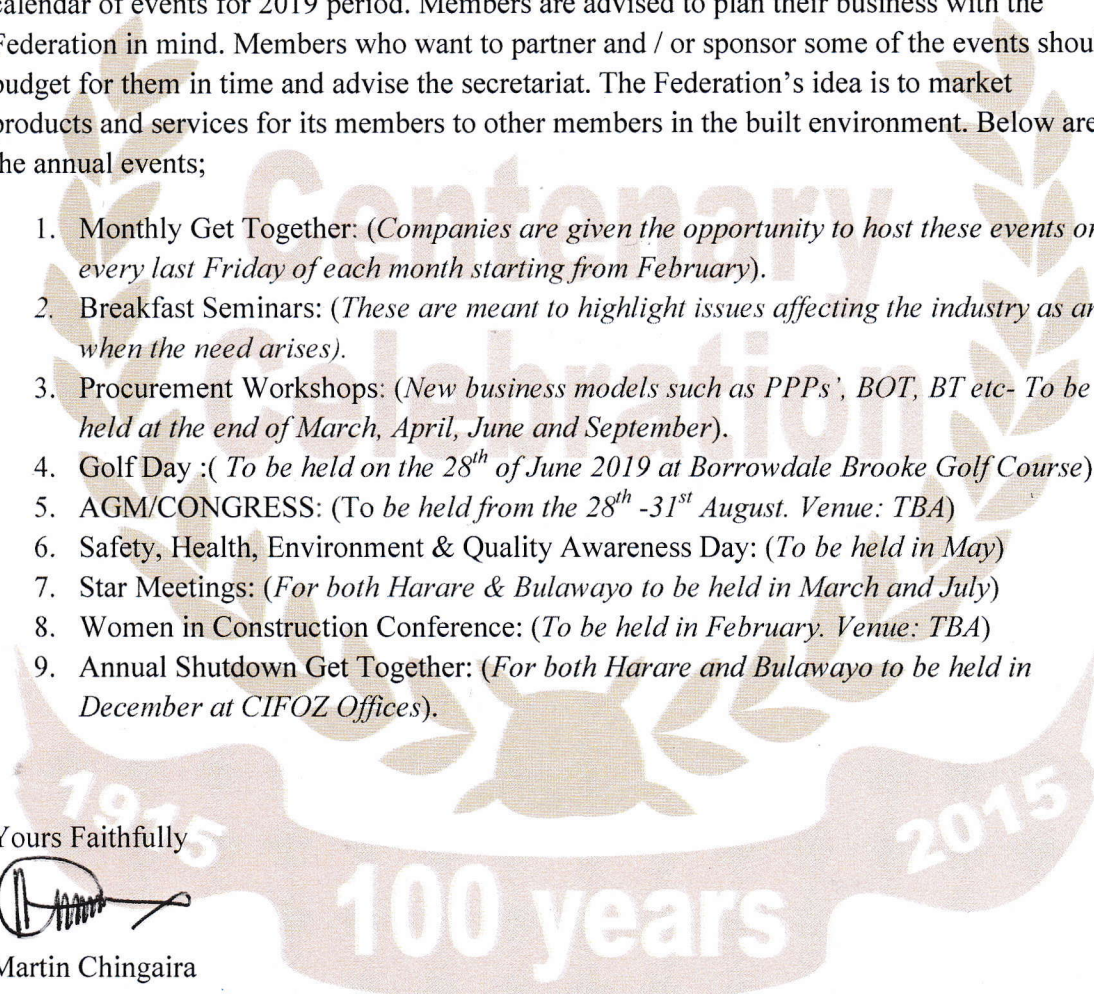 calendar of events for 2019 period. Members are advised to plan their business with the
Federation in mind. Members who want to partner and / or sponsor some of the events shou
budget for them in time and advise the secretariat. The Federation's idea is to market
products and services for its members to other members in the built environment. Below are
the annual events;
1. Monthly Get Together: (Companies are given the opportunity to host these events on
every last Friday of each month starting from February).
2. Breakfast Seminars: (These are meant to highlight issues affecting the industry as an
when the need arises).
3. Procurement Workshops: (New business models such as PPPs', BOT, BT etc- To be
held at the end of March, April, June and September).
4. Golf Day :( To be held on the 28th of June 2019 at Borrowdale Brooke Golf Course)
5. AGM/CONGRESS: (To be held from the 28th -31st August. Venue: TBA)
6. Safety, Health, Environment & Quality Awareness Day: (To be held in May)
7. Star Meetings: (For both Harare & Bulawayo to be held in March and July)
8. Women in Construction Conference: (To be held in February. Venue: TBA)
9. Annual Shutdown Get Together: (For both Harare and Bulawayo to be held in
December at CIFOZ Offices).
Yours Faithfully
Martin Chingaira
Centenary
Celebration
1915
2015
100 years